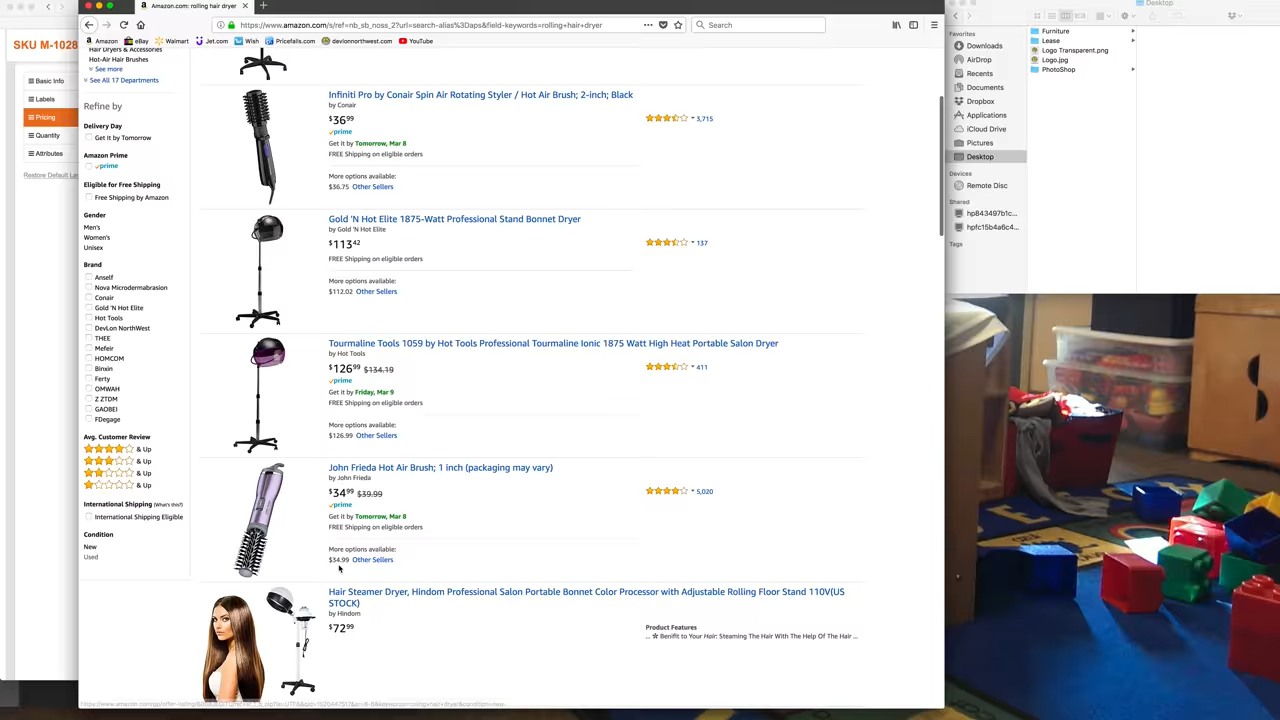 Amazon.com: rolling hair dryer
https://www.amazon.com/s/ref=nb_sb_noss_2?url=search-alias%3Daps&field-keywords=rolling+hair+dryer
Search
Amazon
eBay
Walmart
Jet.com
Wish
Pricefalls.com
devlonnorthwest.com
YouTube
SKU M-1028
Basic Info
Labels
Pricing
Quantity
Attributes
Hair Dryers & Accessories
Hot-Air Hair Brushes
See more
See All 17 Departments
Refine by
Delivery Day
Get It by Tomorrow
Amazon Prime
prime
Eligible for Free Shipping
Free Shipping by Amazon
Gender
Men's
Women's
Unisex
Brand
Anself
Nova Microdermabrasion
Conair
Gold 'N Hot Elite
Hot Tools
DevLon NorthWest
THEE
Mefeir
HOMCOM
Binxin
Ferty
OMWAH
Z ZTDM
GAOBEI
FDegage
Avg. Customer Review
& Up
& Up
& Up
& Up
International Shipping (What's this?)
International Shipping Eligible
Condition
New
Used
Infiniti Pro by Conair Spin Air Rotating Styler / Hot Air Brush; 2-inch; Black
by Conair
$36.99
prime
Get it by Tomorrow, Mar 8
FREE Shipping on eligible orders
More options available:
$36.75 Other Sellers
3,715
Gold 'N Hot Elite 1875-Watt Professional Stand Bonnet Dryer
by Gold 'N Hot Elite
$113.42
FREE Shipping on eligible orders
More options available:
$112.02 Other Sellers
137
Tourmaline Tools 1059 by Hot Tools Professional Tourmaline Ionic 1875 Watt High Heat Portable Salon Dryer
by Hot Tools
$126.99 $134.19
prime
Get it by Friday, Mar 9
FREE Shipping on eligible orders
More options available:
$126.99 Other Sellers
411
John Frieda Hot Air Brush; 1 inch (packaging may vary)
by John Frieda
$34.99 $39.99
prime
Get it by Tomorrow, Mar 8
FREE Shipping on eligible orders
More options available:
$34.99 Other Sellers
5,020
Hair Steamer Dryer, Hindom Professional Salon Portable Bonnet Color Processor with Adjustable Rolling Floor Stand 110V(US
STOCK)
by Hindom
$72.99
Product Features
... Benifit to Your Hair: Steaming The Hair With The Help Of The Hair ...
Desktop
Favorites
Downloads
AirDrop
Recents
Documents
Dropbox
Applications
iCloud Drive
Pictures
Desktop
Devices
Remote Disc
Shared
hp843497b1c...
hpfc15b4a6c4...
Tags
Furniture
Lease
Logo Transparent.png
Logo.jpg
PhotoShop